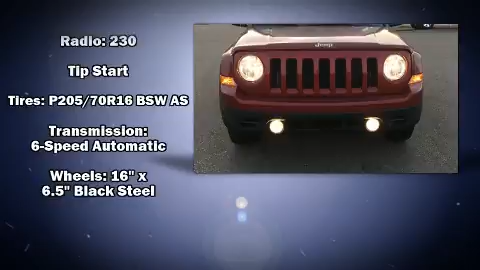 Radio: 230
Tip Start
Tires: P205/70R16 BSW AS
Transmission:
6-Speed Automatic
Wheels: 16" x
6.5" Black Steel
Jeep